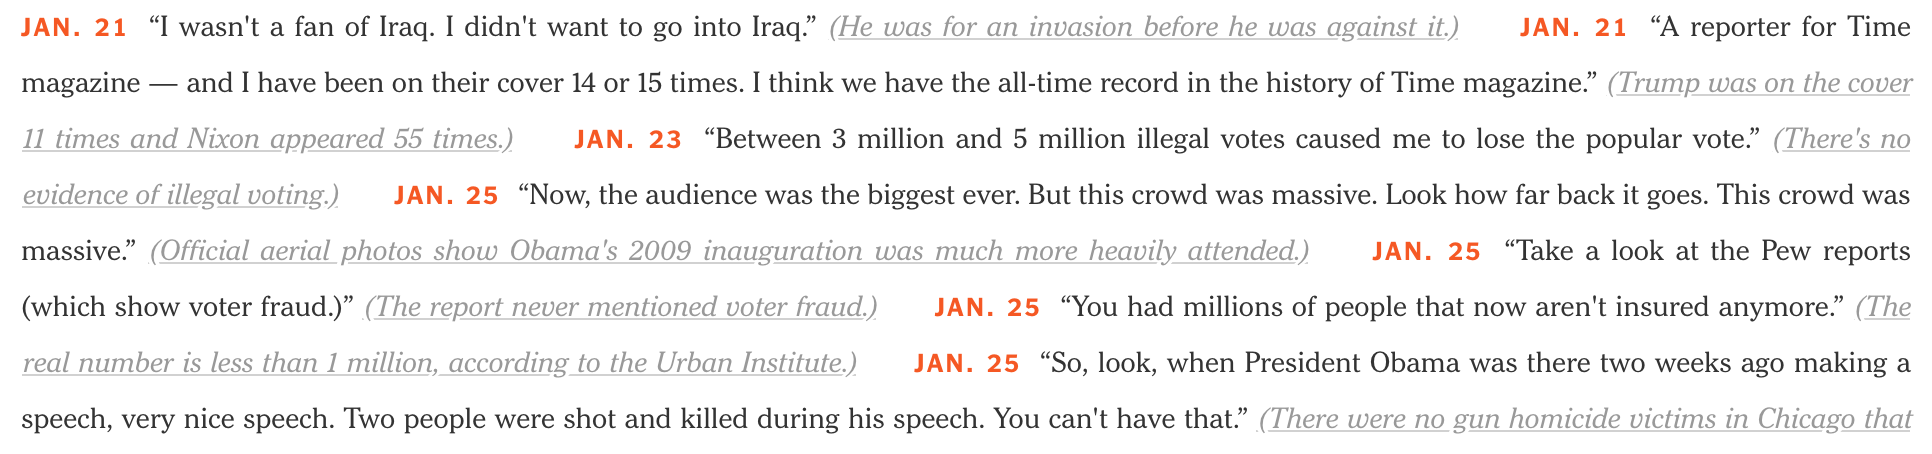 JAN. 21 “I wasn't a fan of Iraq. I didn't want to go into Iraq.” (He was for an invasion before he was against it.) JAN. 21 “A reporter for Time
magazine — and I have been on their cover 14 or 15 times. I think we have the all-time record in the history of Time magazine.” (Trump was on the cover
11 times and Nixon appeared 55 times.) JAN. 23 “Between 3 million and 5 million illegal votes caused me to lose the popular vote.” (There's no
evidence of illegal voting.) JAN. 25 “Now, the audience was the biggest ever. But this crowd was massive. Look how far back it goes. This crowd was
massive.” (Official aerial photos show Obama's 2009 inauguration was much more heavily attended.) JAN. 25 “Take a look at the Pew reports
(which show voter fraud.)” (The report never mentioned voter fraud.) JAN. 25 “You had millions of people that now aren't insured anymore.” (The
real number is less than 1 million, according to the Urban Institute.) JAN. 25 “So, look, when President Obama was there two weeks ago making a
speech, very nice speech. Two people were shot and killed during his speech. You can't have that.” (There were no gun homicide victims in Chicago that